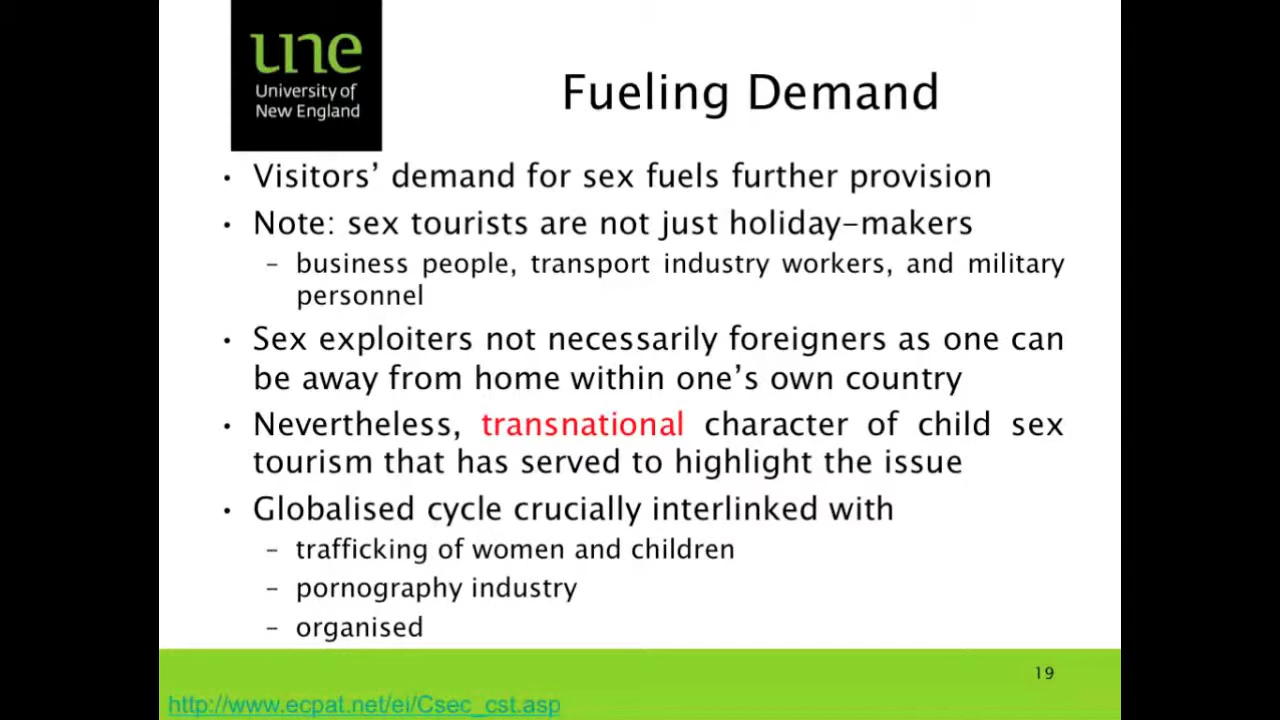 une
University of
New England
Fueling Demand
• Visitors’ demand for sex fuels further provision
• Note: sex tourists are not just holiday-makers
– business people, transport industry workers, and military
personnel
• Sex exploiters not necessarily foreigners as one can
be away from home within one’s own country
• Nevertheless, transnational character of child sex
tourism that has served to highlight the issue
• Globalised cycle crucially interlinked with
– trafficking of women and children
– pornography industry
– organised
19
http://www.ecpat.net/ei/Csec_cst.asp